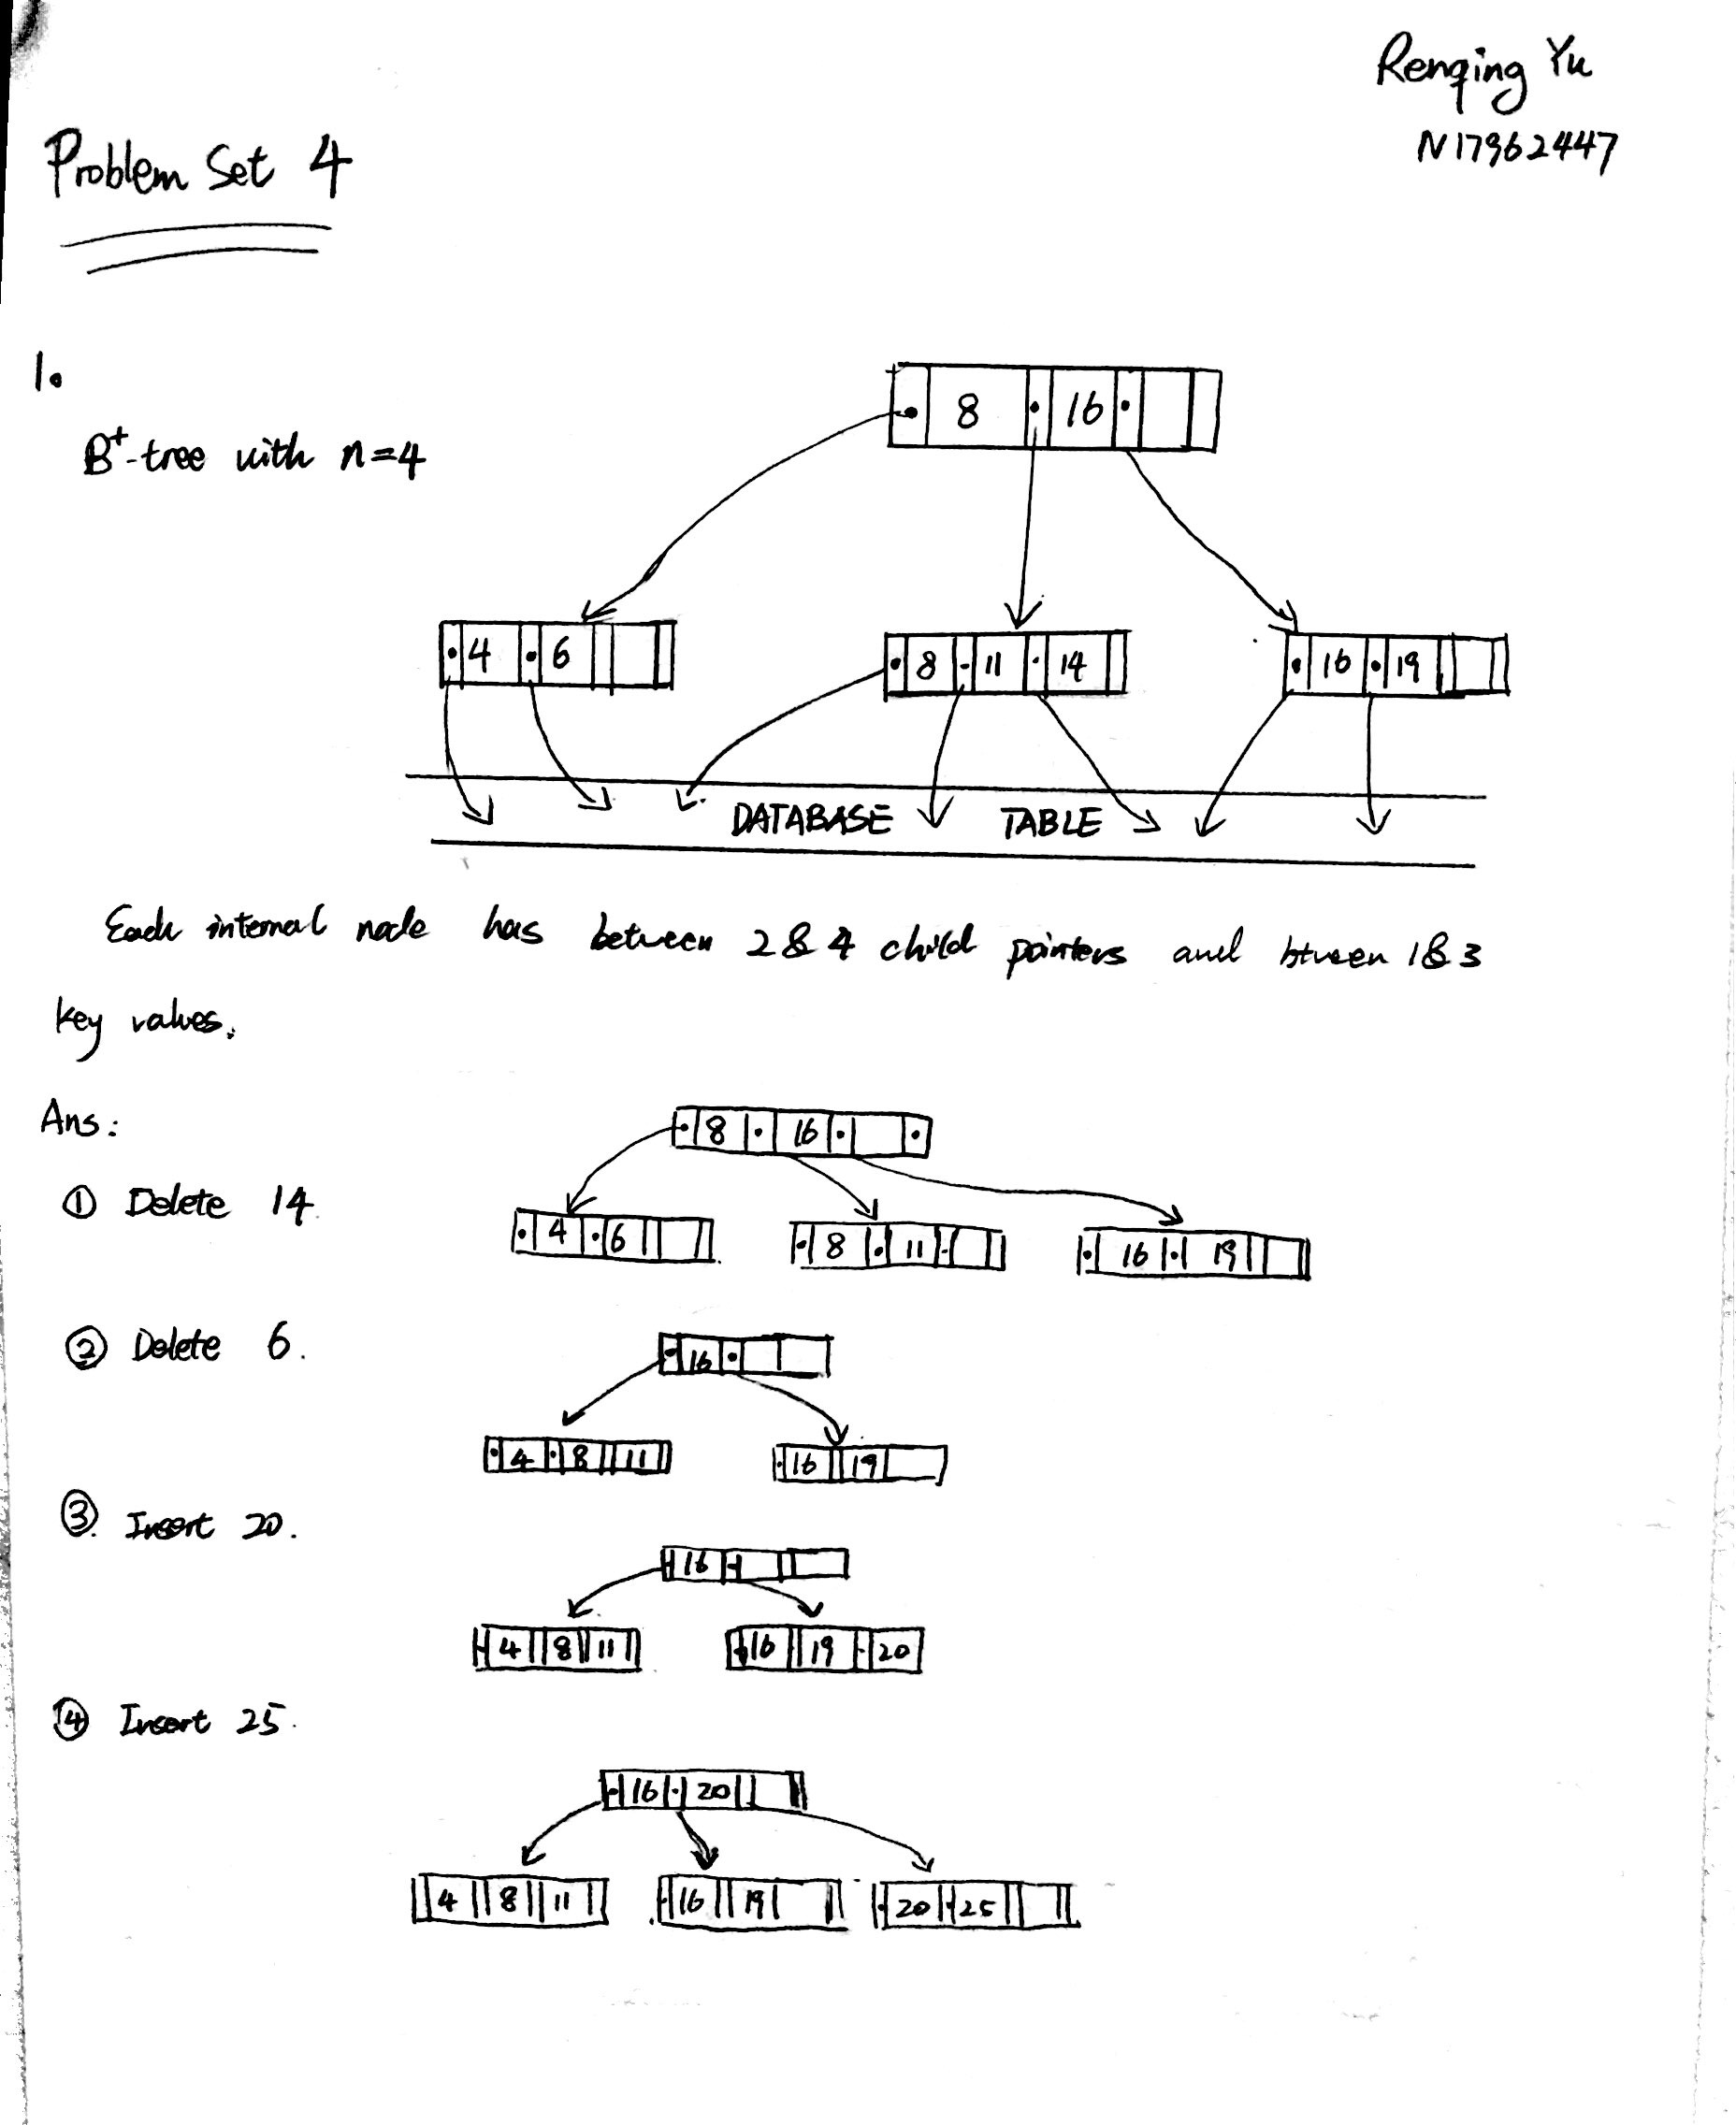 Renqing Yu
N17962447
Problem Set 4
1.
B+-tree with n=4
8 16
4 6
8 11 14
16 19
DATABASE TABLE
Each internal node has between 2 & 4 child pointers and btween 1 & 3
key values.
Ans:
8 16
① Delete 14.
4 6
8 11
16 19
② Delete 6.
16
4 8 11
16 19
③. Insert 20.
16
4 8 11
16 19 20
④ Insert 25.
16 20
4 8 11
16 19
20 25